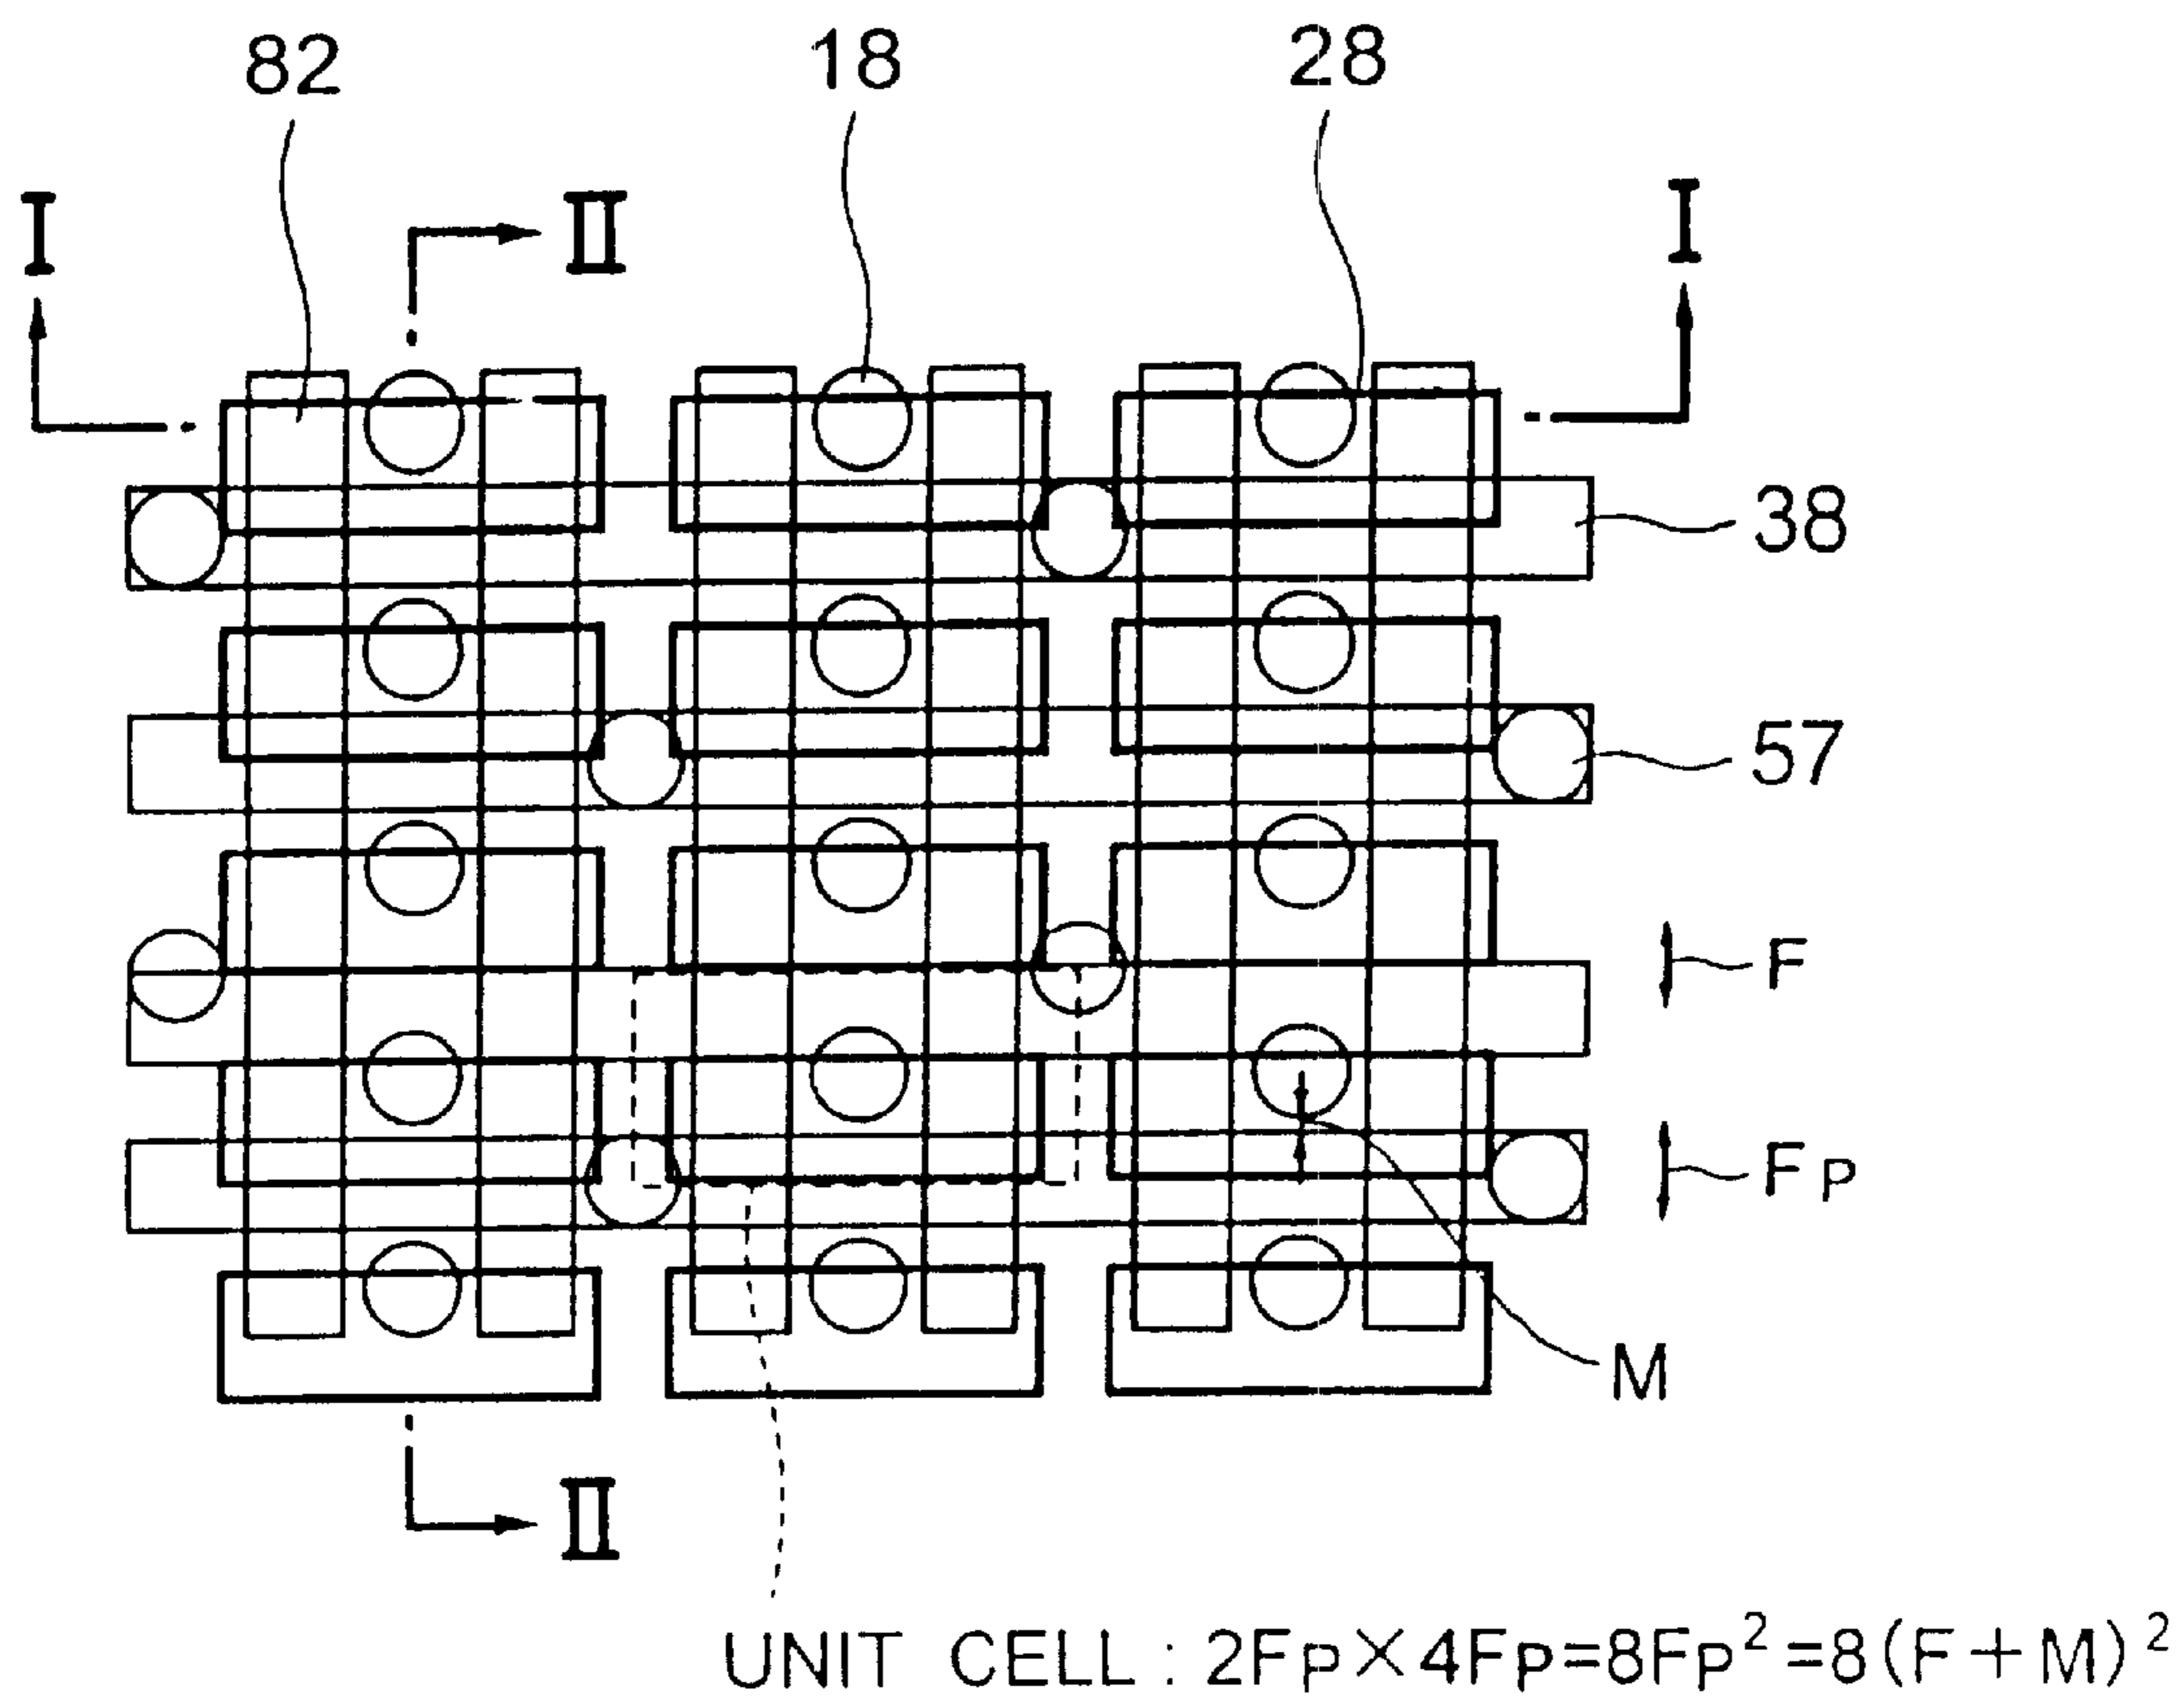 82 18 28
I II I
38
57
F
Fp
M
II
UNIT CELL : 2Fp×4Fp=8Fp²=8(F+M)²